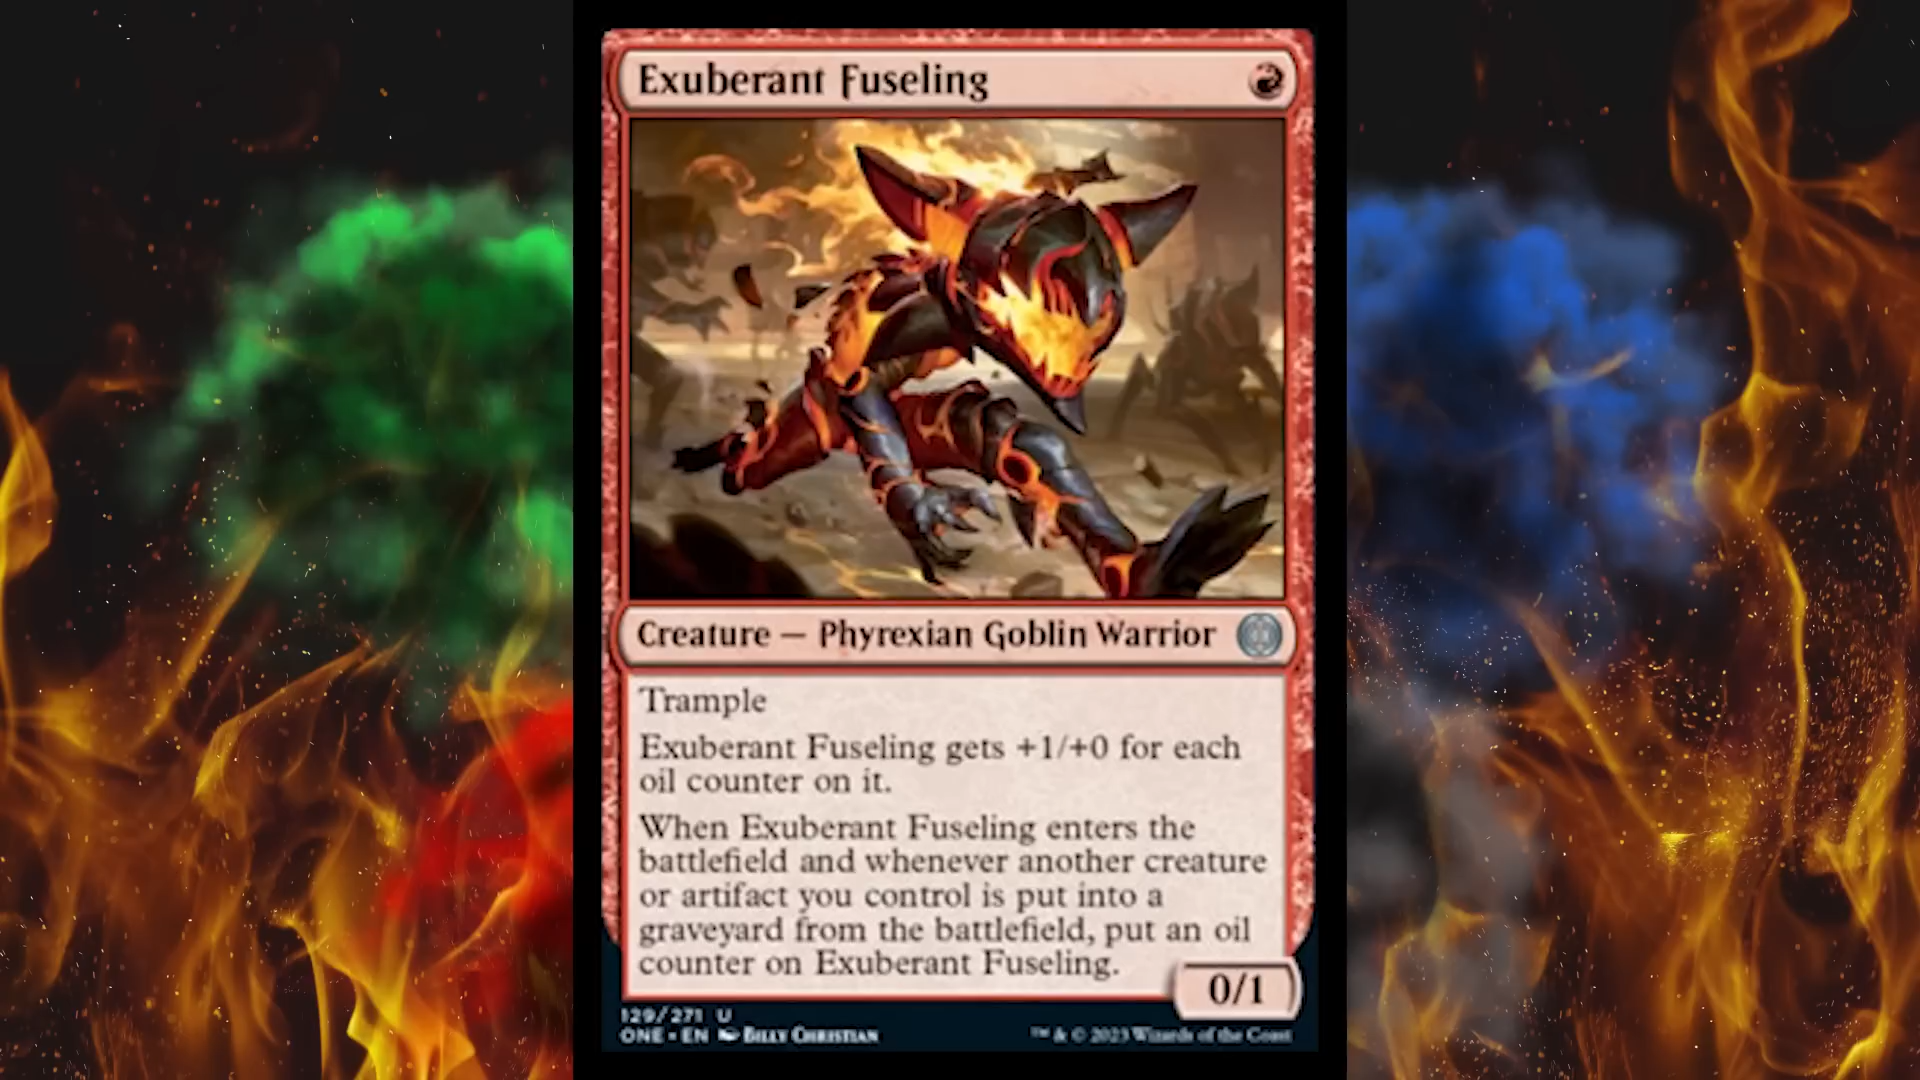 Exuberant Fuseling
Creature — Phyrexian Goblin Warrior
Trample
Exuberant Fuseling gets +1/+0 for each
oil counter on it.
When Exuberant Fuseling enters the
battlefield and whenever another creature
or artifact you control is put into a
graveyard from the battlefield, put an oil
counter on Exuberant Fuseling.
0/1
129/271 U
ONE • EN Billy Christian
™ & © 2023 Wizards of the Coast